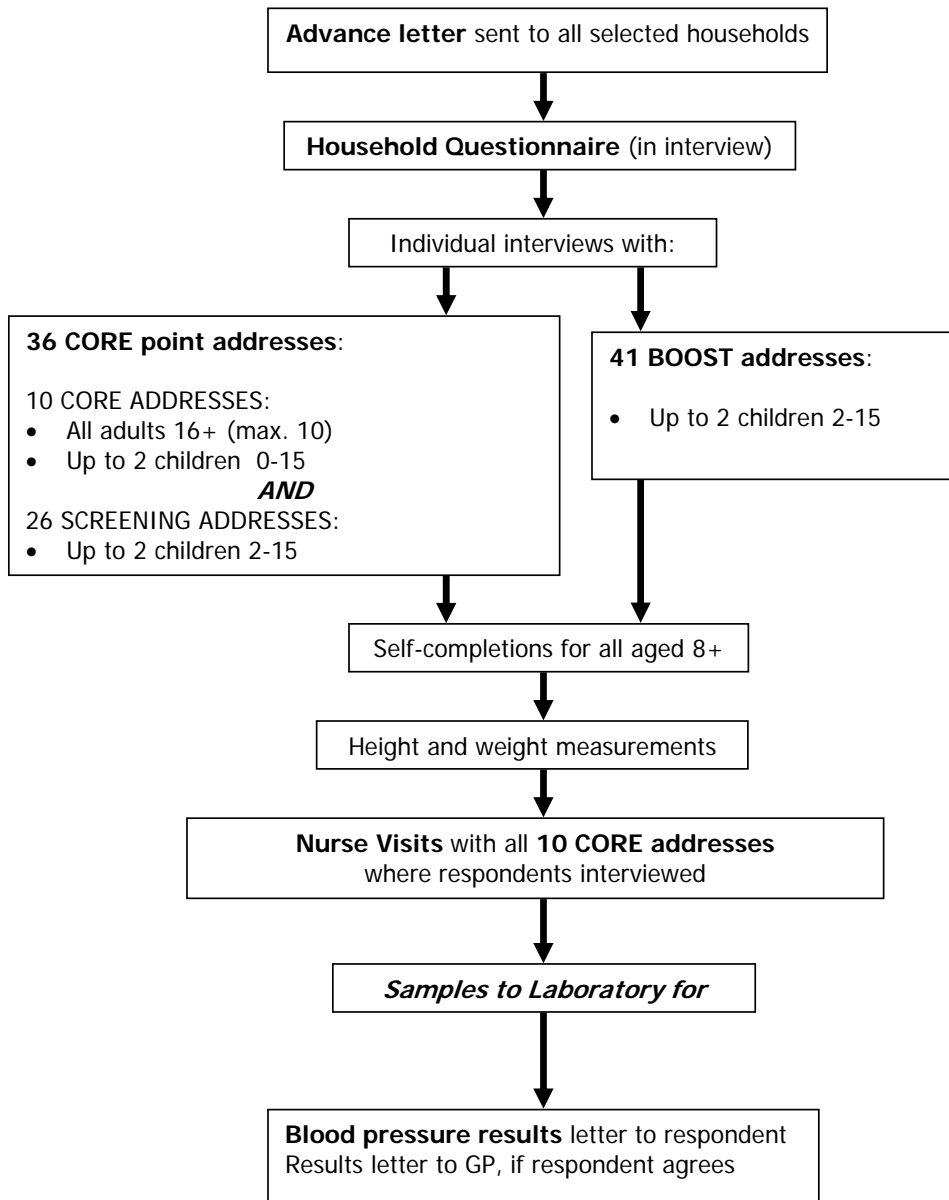 Advance letter sent to all selected households
Household Questionnaire (in interview)
Individual interviews with:
36 CORE point addresses:
10 CORE ADDRESSES:
• All adults 16+ (max. 10)
• Up to 2 children 0-15
AND
26 SCREENING ADDRESSES:
• Up to 2 children 2-15
41 BOOST addresses:
• Up to 2 children 2-15
Self-completions for all aged 8+
Height and weight measurements
Nurse Visits with all 10 CORE addresses
where respondents interviewed
Samples to Laboratory for
Blood pressure results letter to respondent
Results letter to GP, if respondent agrees